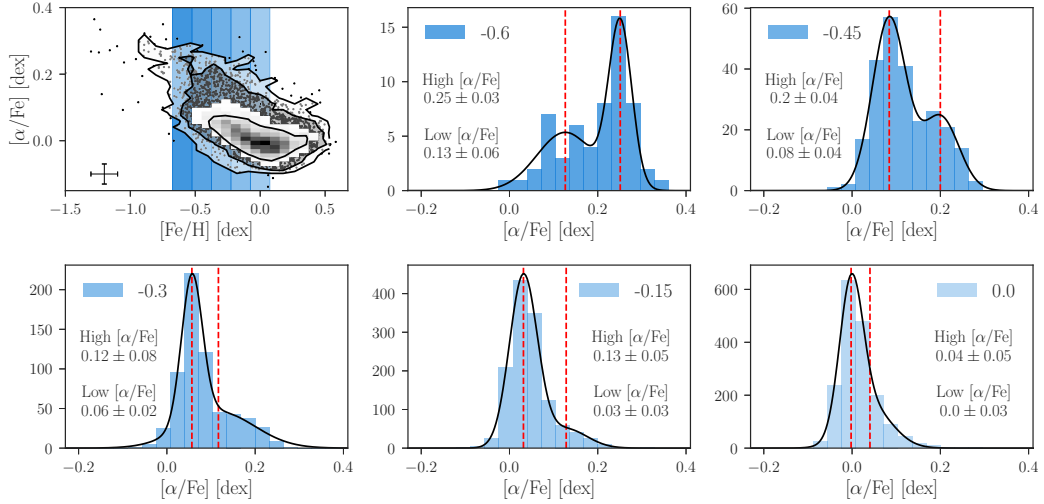 0.4
0.2
0.0
−1.5
−1.0
−0.5
0.0
0.5
[Fe/H] [dex]
[α/Fe] [dex]
15
10
5
0
-0.6
High [α/Fe]
0.25 ± 0.03
Low [α/Fe]
0.13 ± 0.06
−0.2
0.0
0.2
0.4
[α/Fe] [dex]
60
40
20
0
-0.45
High [α/Fe]
0.2 ± 0.04
Low [α/Fe]
0.08 ± 0.04
−0.2
0.0
0.2
0.4
[α/Fe] [dex]
200
150
100
50
0
-0.3
High [α/Fe]
0.12 ± 0.08
Low [α/Fe]
0.06 ± 0.02
−0.2
0.0
0.2
0.4
[α/Fe] [dex]
400
300
200
100
0
-0.15
High [α/Fe]
0.13 ± 0.05
Low [α/Fe]
0.03 ± 0.03
−0.2
0.0
0.2
0.4
[α/Fe] [dex]
600
400
200
0
0.0
High [α/Fe]
0.04 ± 0.05
Low [α/Fe]
0.0 ± 0.03
−0.2
0.0
0.2
0.4
[α/Fe] [dex]